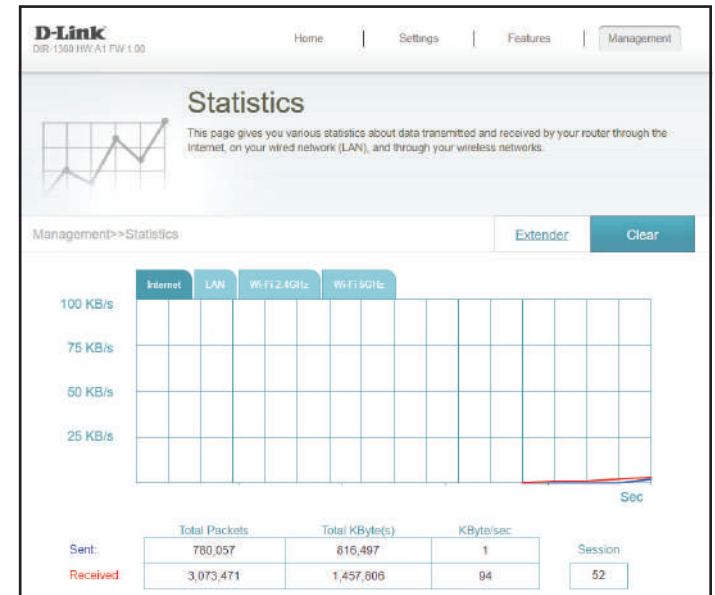 D-Link
DIR-1360 HW:A1 FW:1.00
Home | Settings | Features | Management
Statistics
This page gives you various statistics about data transmitted and received by your router through the
Internet, on your wired network (LAN), and through your wireless networks.
Management>>Statistics
Extender
Clear
Internet LAN Wi-Fi 2.4GHz Wi-Fi 5GHz
100 KB/s
75 KB/s
50 KB/s
25 KB/s
Sec
Total Packets Total KByte(s) KByte/sec
Sent: 780,057 816,497 1 Session
Received: 3,073,471 1,457,806 94 52